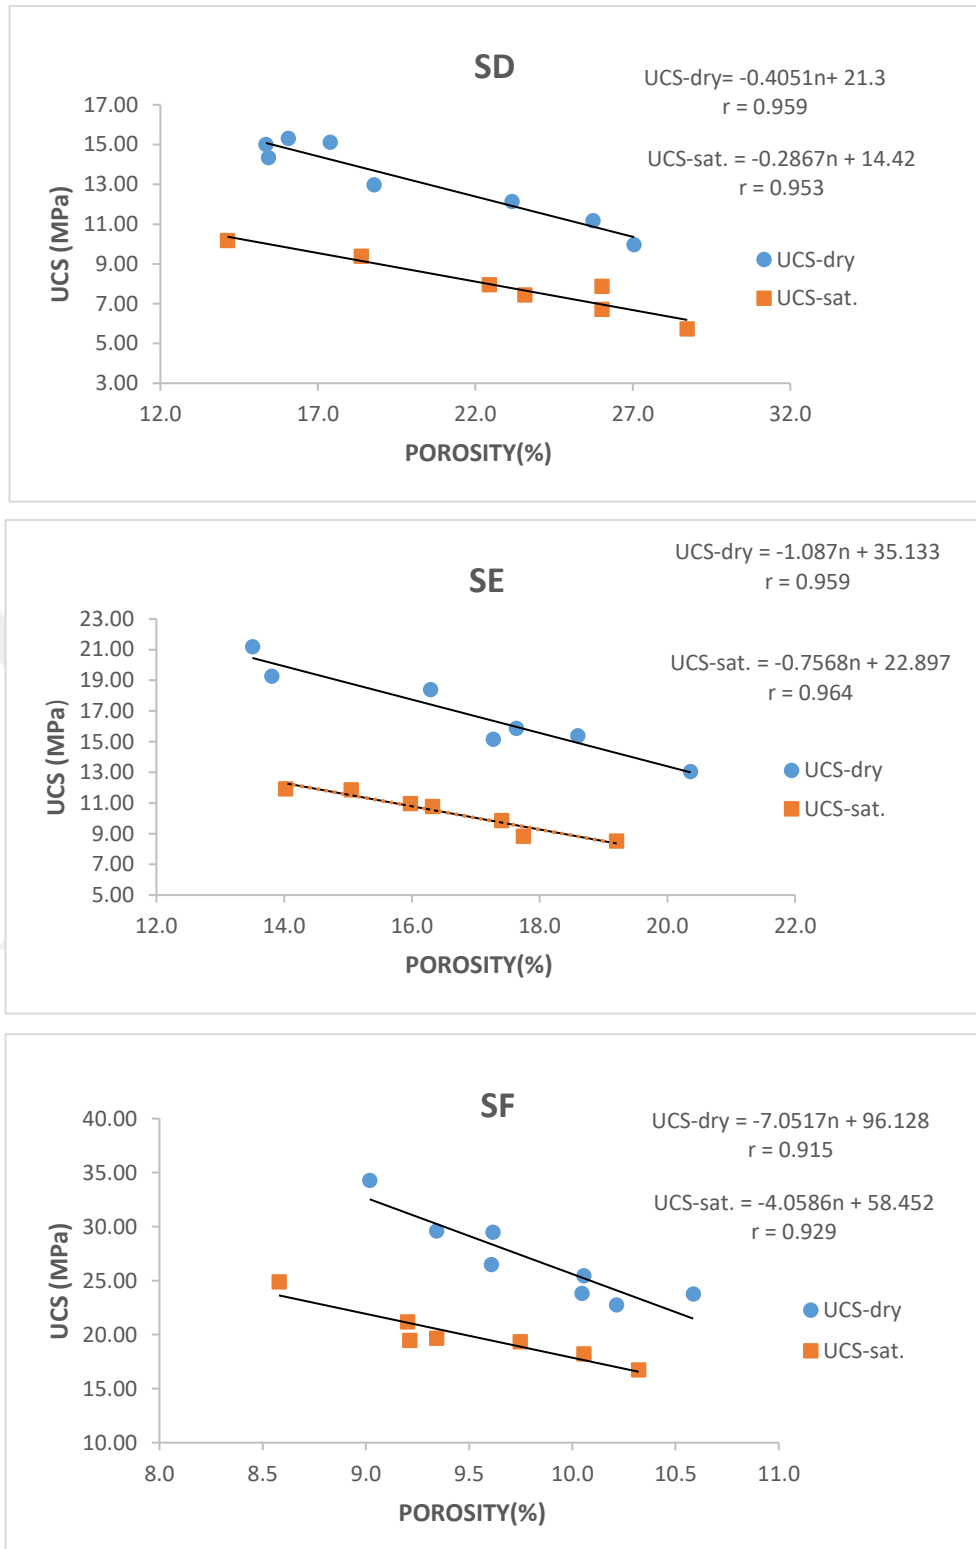 SD
UCS-dry= -0.4051n+ 21.3
r = 0.959
UCS-sat. = -0.2867n + 14.42
r = 0.953
17.00
15.00
13.00
11.00
9.00
7.00
5.00
3.00
UCS (MPa)
UCS-dry
UCS-sat.
12.0 17.0 22.0 27.0 32.0
POROSITY(%)
SE
UCS-dry = -1.087n + 35.133
r = 0.959
UCS-sat. = -0.7568n + 22.897
r = 0.964
23.00
21.00
19.00
17.00
15.00
13.00
11.00
9.00
7.00
5.00
UCS (MPa)
UCS-dry
UCS-sat.
12.0 14.0 16.0 18.0 20.0 22.0
POROSITY(%)
SF
UCS-dry = -7.0517n + 96.128
r = 0.915
UCS-sat. = -4.0586n + 58.452
r = 0.929
40.00
35.00
30.00
25.00
20.00
15.00
10.00
UCS (MPa)
UCS-dry
UCS-sat.
8.0 8.5 9.0 9.5 10.0 10.5 11.0
POROSITY(%)